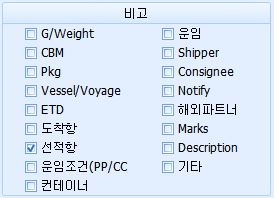 비고
G/Weight
운임
CBM
Shipper
Pkg
Consignee
Vessel/Voyage
Notify
ETD
해외파트너
도착항
Marks
선적항
Description
운임조건(PP/CC
기타
컨테이너